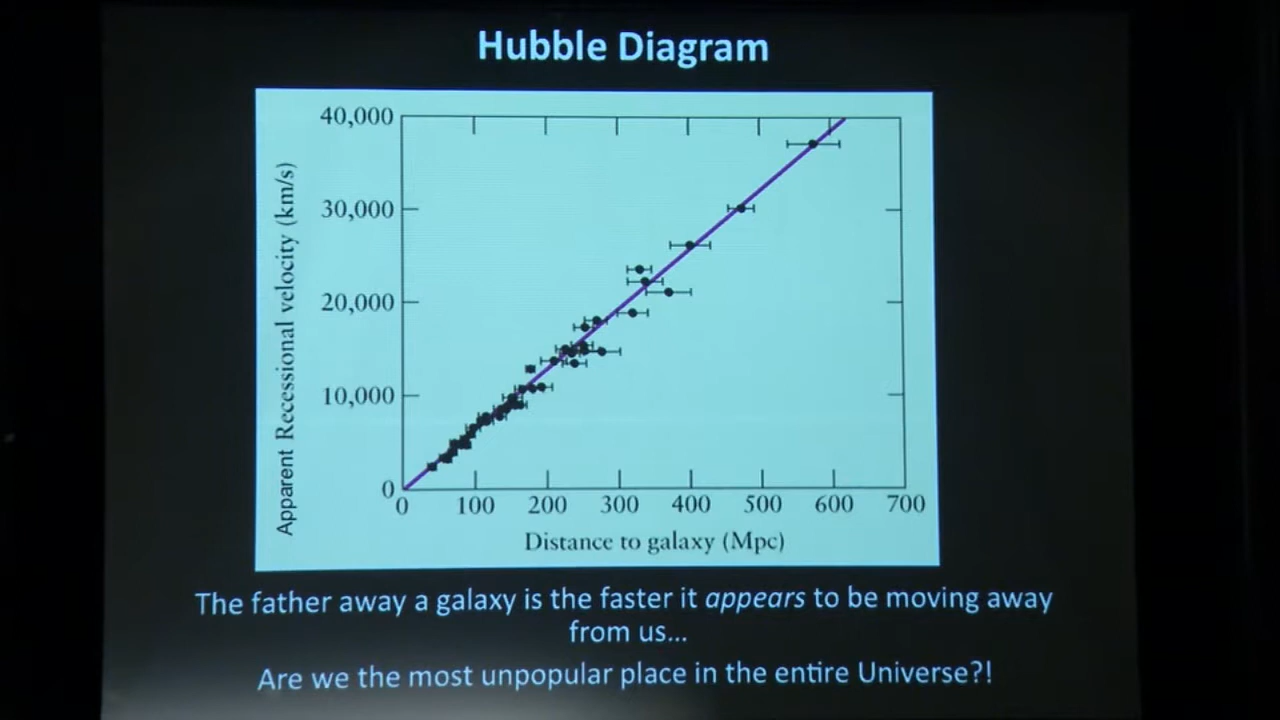 Hubble Diagram
Apparent Recessional velocity (km/s)
40,000
30,000
20,000
10,000
0
0 100 200 300 400 500 600 700
Distance to galaxy (Mpc)
The father away a galaxy is the faster it appears to be moving away
from us...
Are we the most unpopular place in the entire Universe?!